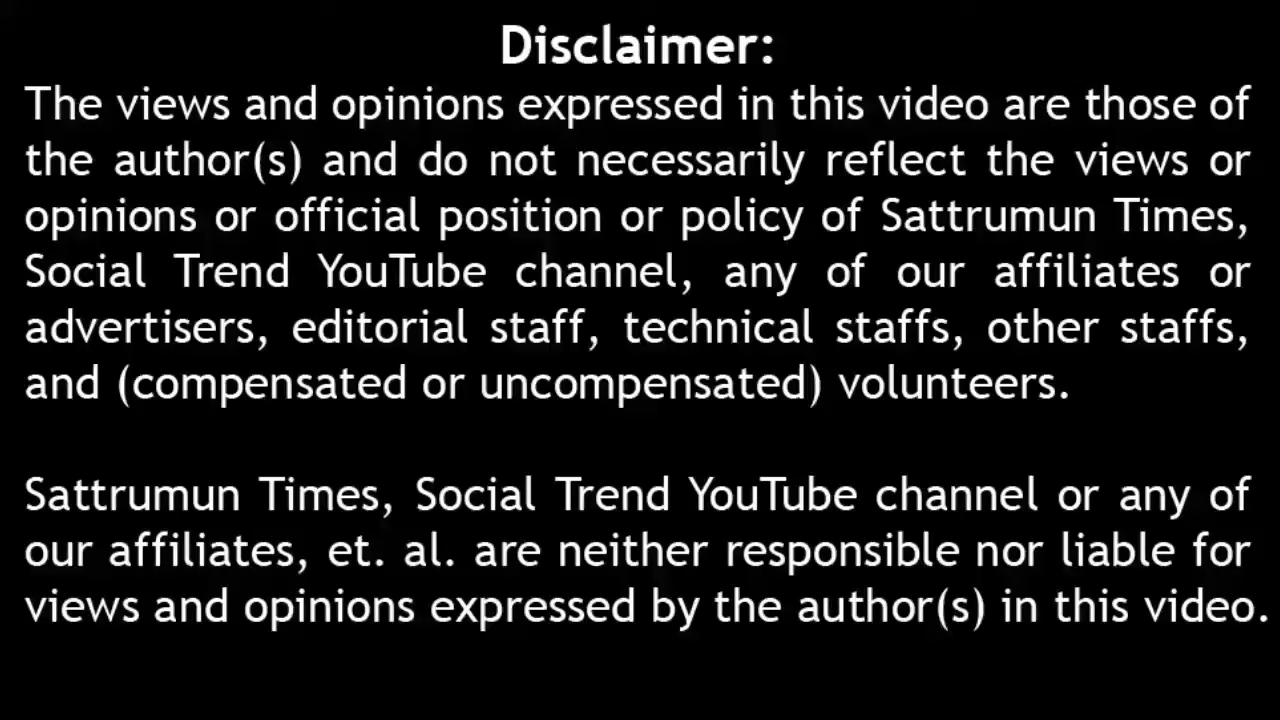 Disclaimer:
The views and opinions expressed in this video are those of
the author(s) and do not necessarily reflect the views or
opinions or official position or policy of Sattrumun Times,
Social Trend YouTube channel, any of our affiliates or
advertisers, editorial staff, technical staffs, other staffs,
and (compensated or uncompensated) volunteers.
Sattrumun Times, Social Trend YouTube channel or any of
our affiliates, et. al. are neither responsible nor liable for
views and opinions expressed by the author(s) in this video.